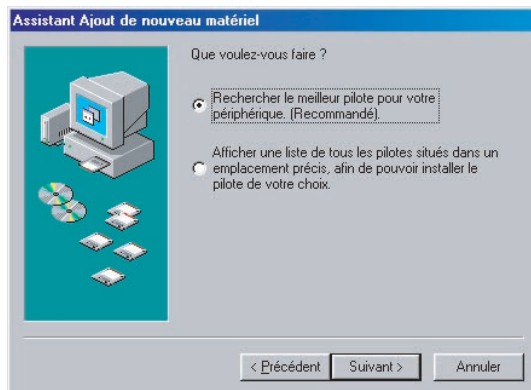 Assistant Ajout de nouveau matériel
Que voulez-vous faire ?
Rechercher le meilleur pilote pour votre
périphérique. (Recommandé).
Afficher une liste de tous les pilotes situés dans un
emplacement précis, afin de pouvoir installer le
pilote de votre choix.
< Précédent
Suivant >
Annuler